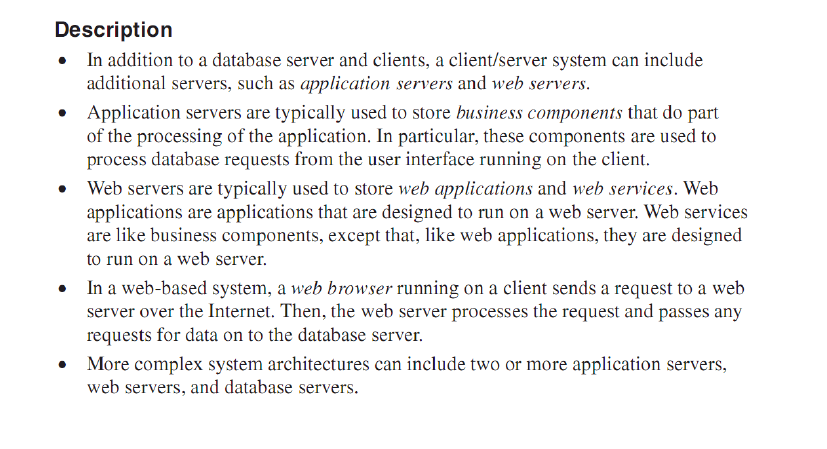 Description
• In addition to a database server and clients, a client/server system can include
additional servers, such as application servers and web servers.
• Application servers are typically used to store business components that do part
of the processing of the application. In particular, these components are used to
process database requests from the user interface running on the client.
• Web servers are typically used to store web applications and web services. Web
applications are applications that are designed to run on a web server. Web services
are like business components, except that, like web applications, they are designed
to run on a web server.
• In a web-based system, a web browser running on a client sends a request to a web
server over the Internet. Then, the web server processes the request and passes any
requests for data on to the database server.
• More complex system architectures can include two or more application servers,
web servers, and database servers.